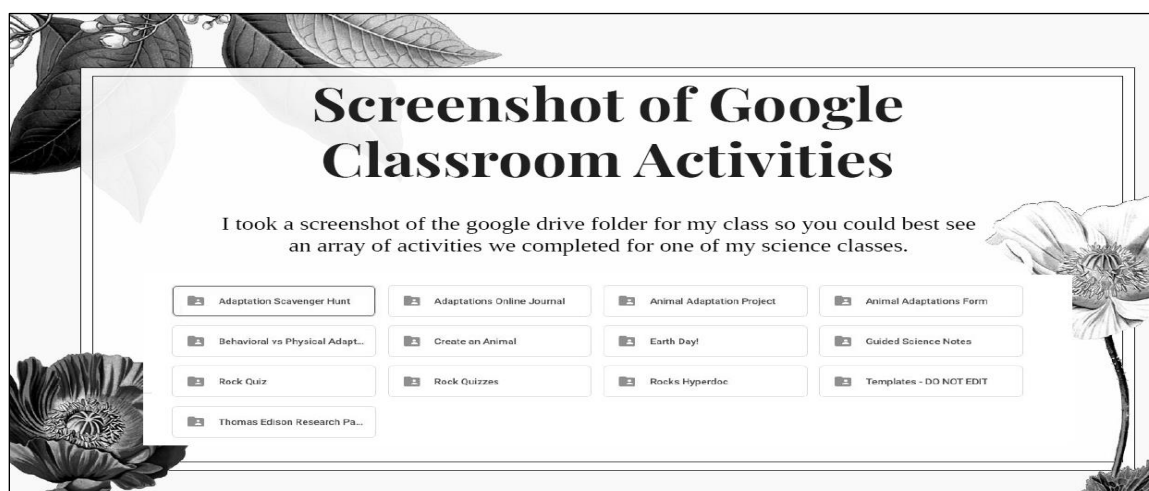 Screenshot of Google
Classroom Activities
I took a screenshot of the google drive folder for my class so you could best see
an array of activities we completed for one of my science classes.
Adaptation Scavenger Hunt
Adaptations Online Journal
Animal Adaptation Project
Animal Adaptations Form
Behavioral vs Physical Adapt...
Create an Animal
Earth Day!
Guided Science Notes
Rock Quiz
Rock Quizzes
Rocks Hyperdoc
Templates - DO NOT EDIT
Thomas Edison Research Pa...